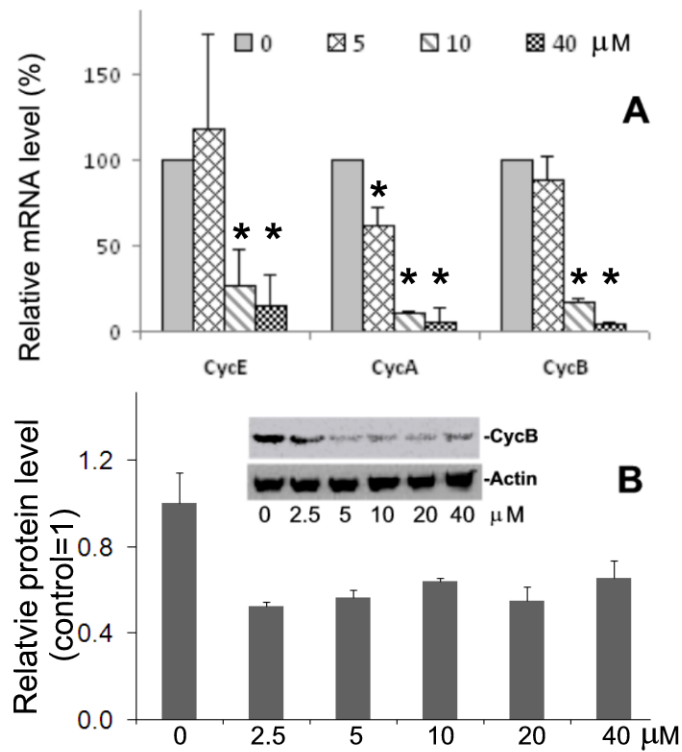 0 5 10 40 μM
A
Relative mRNA level (%)
150
100
50
0
* * * * * * *
CycE CycA CycB
B
Relatvie protein level
(control=1)
1.2
0.8
0.4
0.0
-CycB
-Actin
0 2.5 5 10 20 40 μM
0 2.5 5 10 20 40 μM